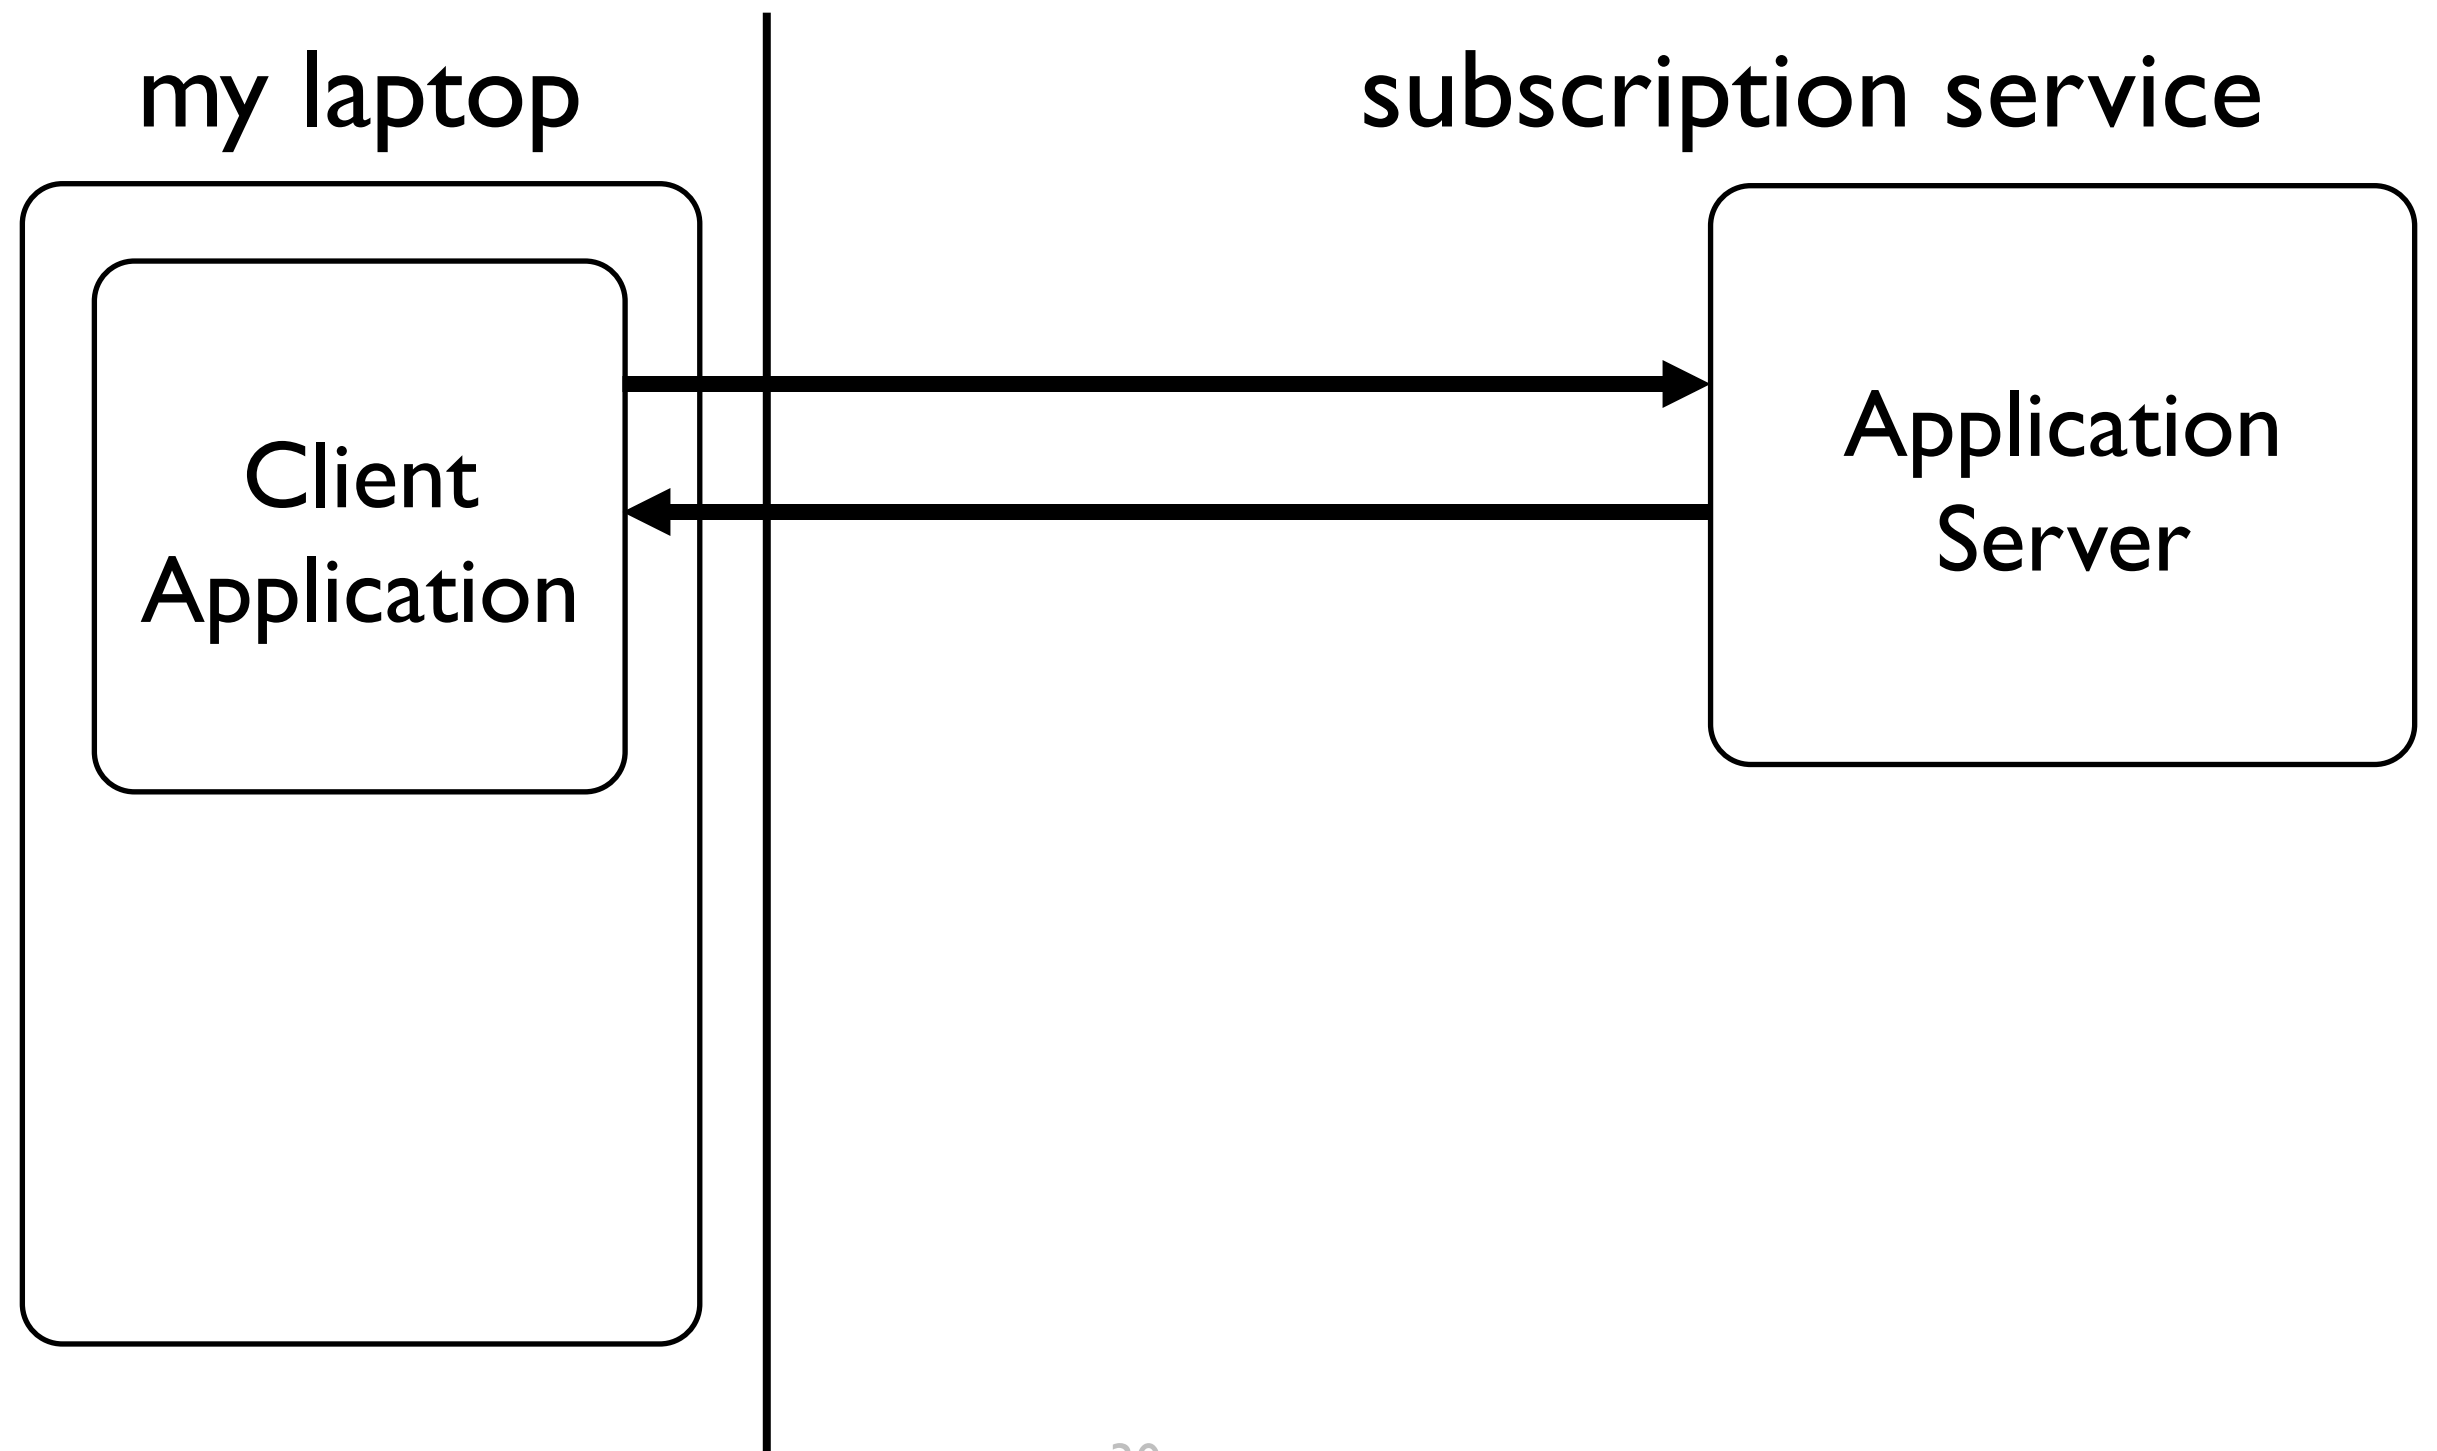 my laptop
subscription service
Client
Application
Application
Server